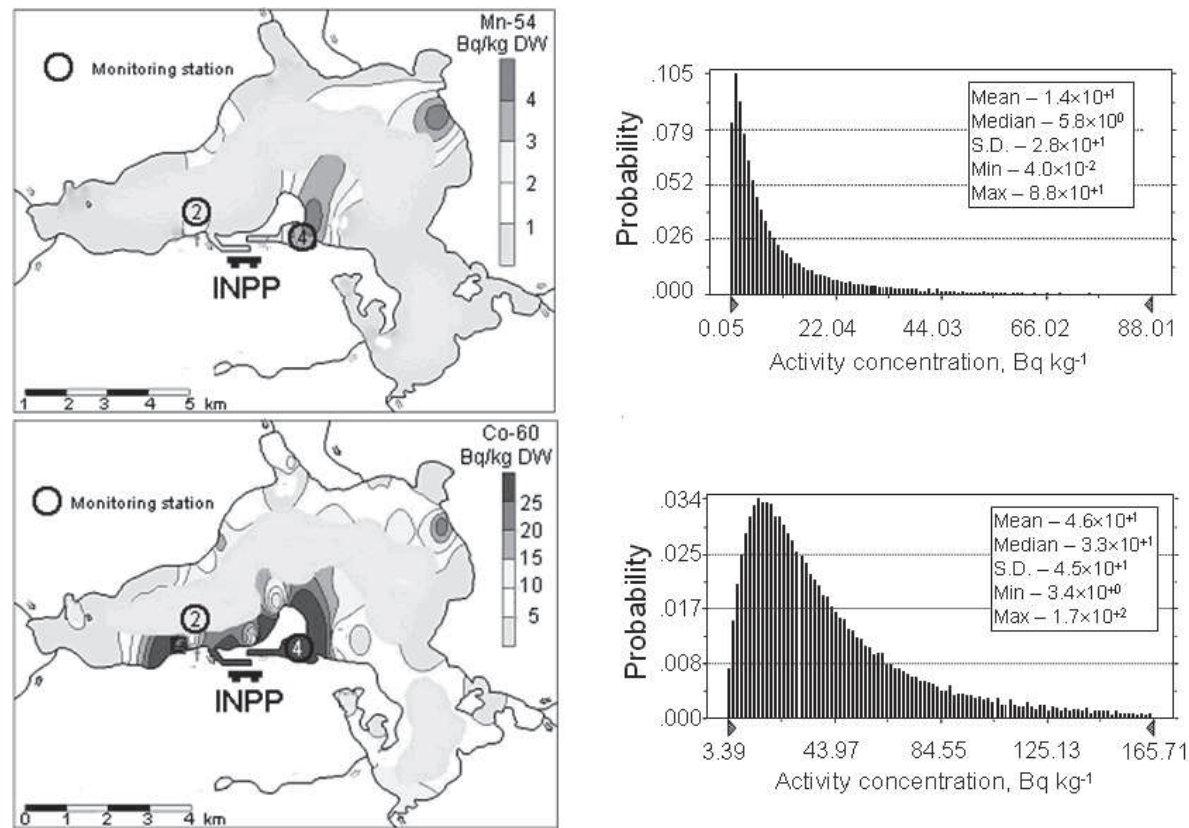 Mn-54
Bq/kg DW
Monitoring station
4
3
2
1
2
4
INPP
1 2 3 4 5 km
Probability
.105
.079
.052
.026
.000
Mean – 1.4×10⁺¹
Median – 5.8×10⁰
S.D. – 2.8×10⁺¹
Min – 4.0×10⁻²
Max – 8.8×10⁺¹
0.05 22.04 44.03 66.02 88.01
Activity concentration, Bq kg⁻¹
Co-60
Bq/kg DW
Monitoring station
25
20
15
10
5
2
4
INPP
0 1 2 3 4 km
Probability
.034
.025
.017
.008
.000
Mean – 4.6×10⁺¹
Median – 3.3×10⁺¹
S.D. – 4.5×10⁺¹
Min – 3.4×10⁺⁰
Max – 1.7×10⁺²
3.39 43.97 84.55 125.13 165.71
Activity concentration, Bq kg⁻¹